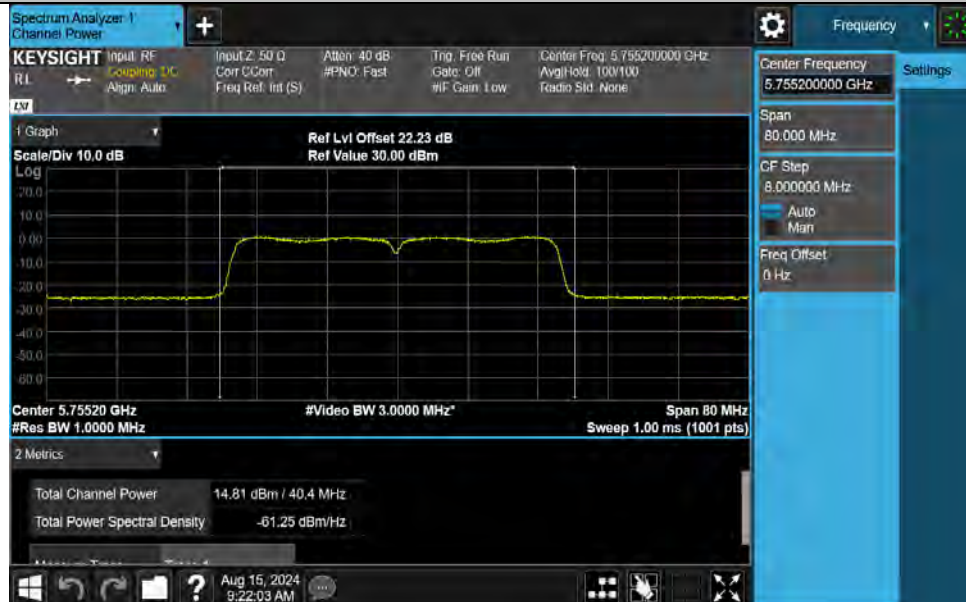 Spectrum Analyzer 1
Channel Power
Frequency
KEYSIGHT
Input: RF
Coupling: DC
Align: Auto
Input Z: 50 Ω
Corr CCorr
Freq Ref: Int (S)
Atten: 40 dB
#PNO: Fast
Trig: Free Run
Gate: Off
#IF Gain: Low
Center Freq: 5.755200000 GHz
Avg|Hold: 100/100
Radio Std: None
LXI
Center Frequency
5.755200000 GHz
Settings
Span
80.000 MHz
CF Step
8.000000 MHz
Auto
Man
Freq Offset
0 Hz
1 Graph
Scale/Div 10.0 dB
Ref Lvl Offset 22.23 dB
Ref Value 30.00 dBm
Log
20.0
10.0
0.00
-10.0
-20.0
-30.0
-40.0
-50.0
-60.0
Center 5.75520 GHz
#Video BW 3.0000 MHz*
Span 80 MHz
#Res BW 1.0000 MHz
Sweep 1.00 ms (1001 pts)
2 Metrics
Total Channel Power
14.81 dBm / 40.4 MHz
Total Power Spectral Density
-61.25 dBm/Hz
Aug 15, 2024
9:22:03 AM